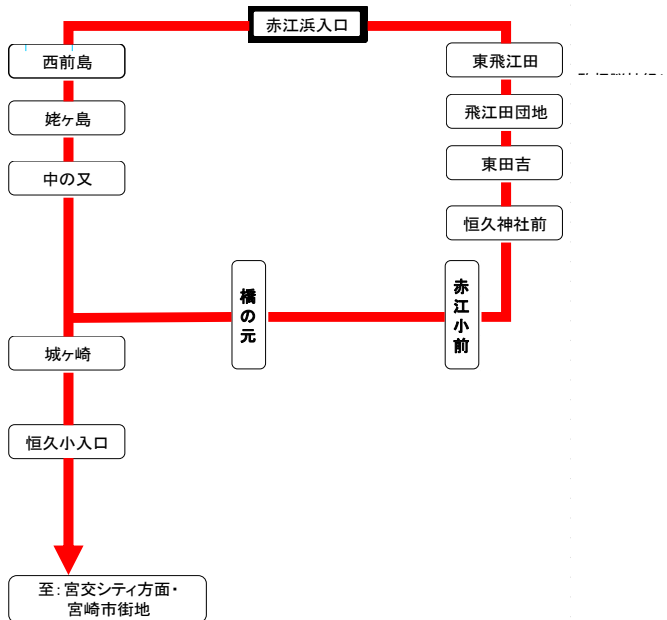 赤江浜入口
西前島
東飛江田
姥ヶ島
飛江田団地
中の又
東田吉
恒久神社前
橋の元
赤江小前
城ヶ崎
恒久小入口
至：宮交シティ方面・
宮崎市街地